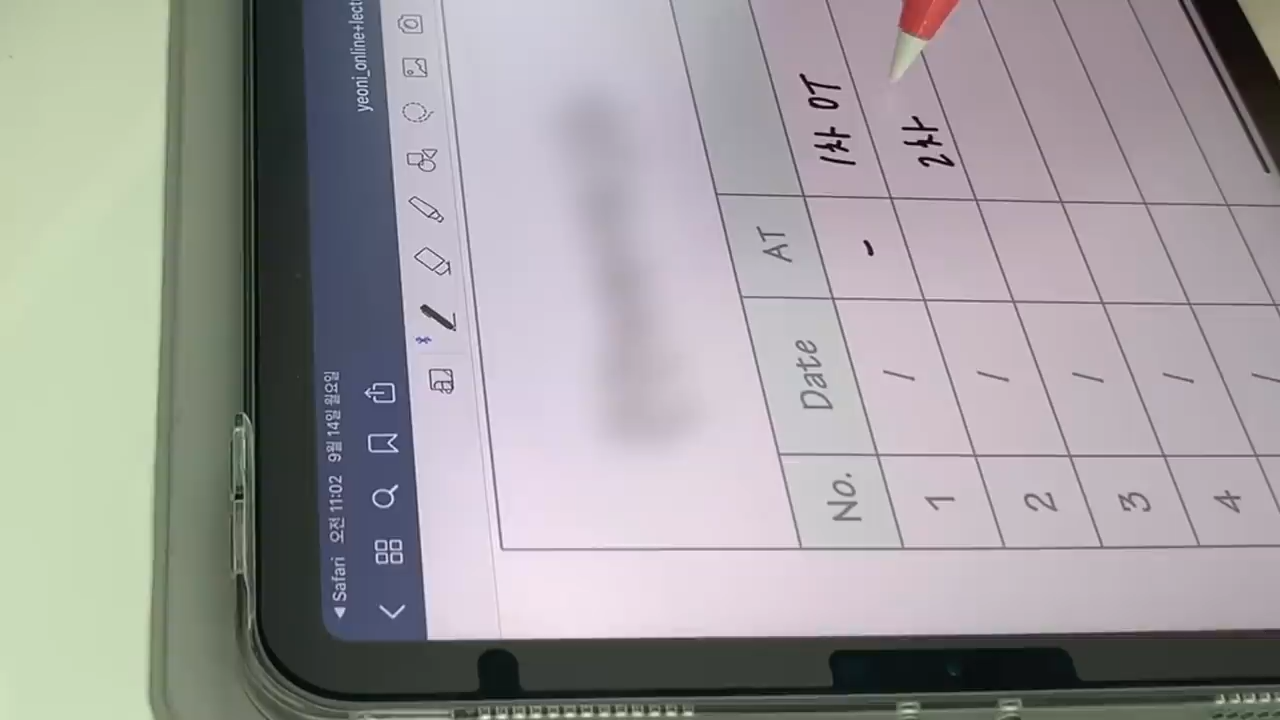 ◀ Safari 오전 11:02 9월 14일 월요일
yeoni_online+lect
No. Date AT
1 / - 1차 OT
2 / 2차
3 /
4 /
/